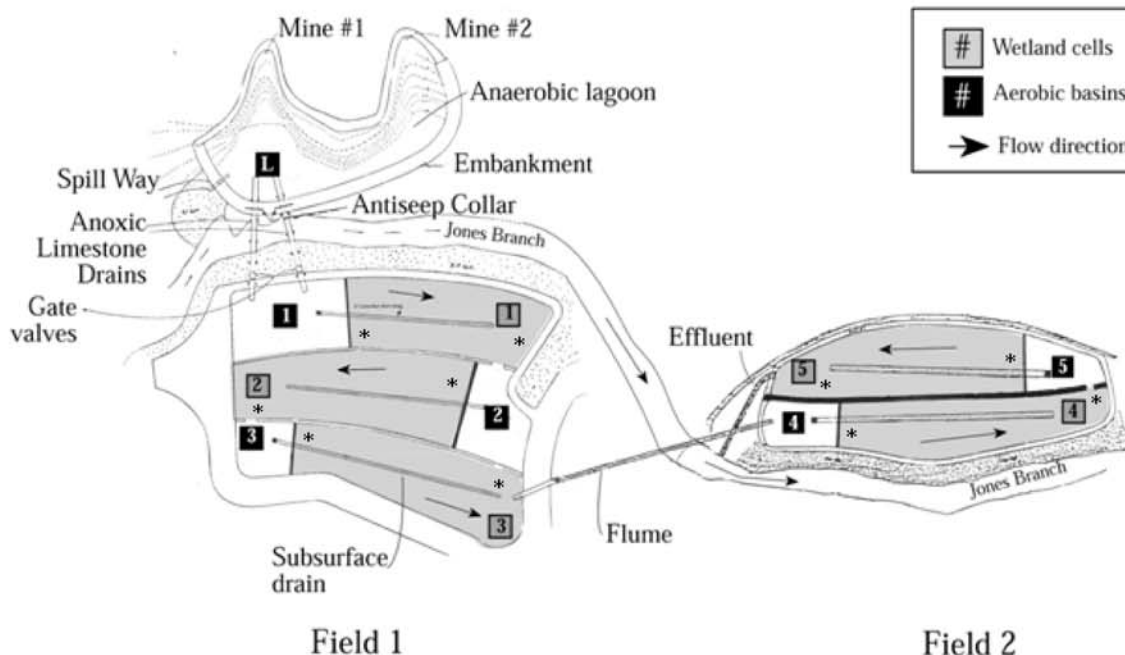 Mine #1
Mine #2
# Wetland cells
Anaerobic lagoon
# Aerobic basins
Flow direction
L
Embankment
Spill Way
Antiseep Collar
Anoxic
Limestone
Drains
Jones Branch
Gate
valves
1
1
Effluent
5
5
2
2
4
4
3
*
*
*
*
*
*
*
*
*
*
3
Jones Branch
Flume
Subsurface
drain
Field 1
Field 2